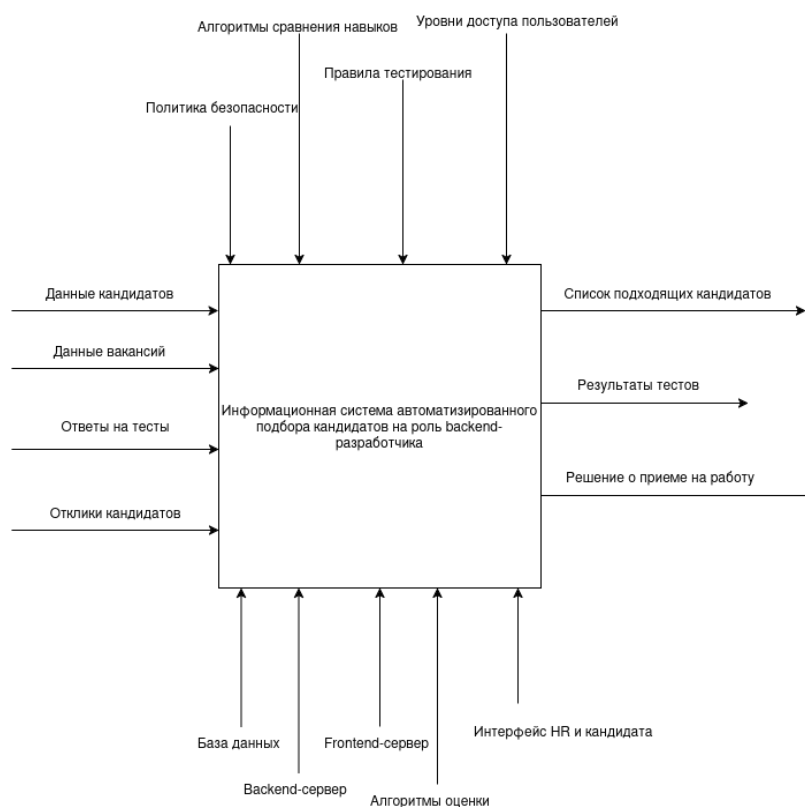 Уровни доступа пользователей
Алгоритмы сравнения навыков
Правила тестирования
Политика безопасности
Данные кандидатов
Список подходящих кандидатов
Данные вакансий
Результаты тестов
Информационная система автоматизированного
подбора кандидатов на роль backend-
разработчика
Ответы на тесты
Решение о приеме на работу
Отклики кандидатов
Интерфейс HR и кандидата
База данных
Frontend-сервер
Backend-сервер
Алгоритмы оценки